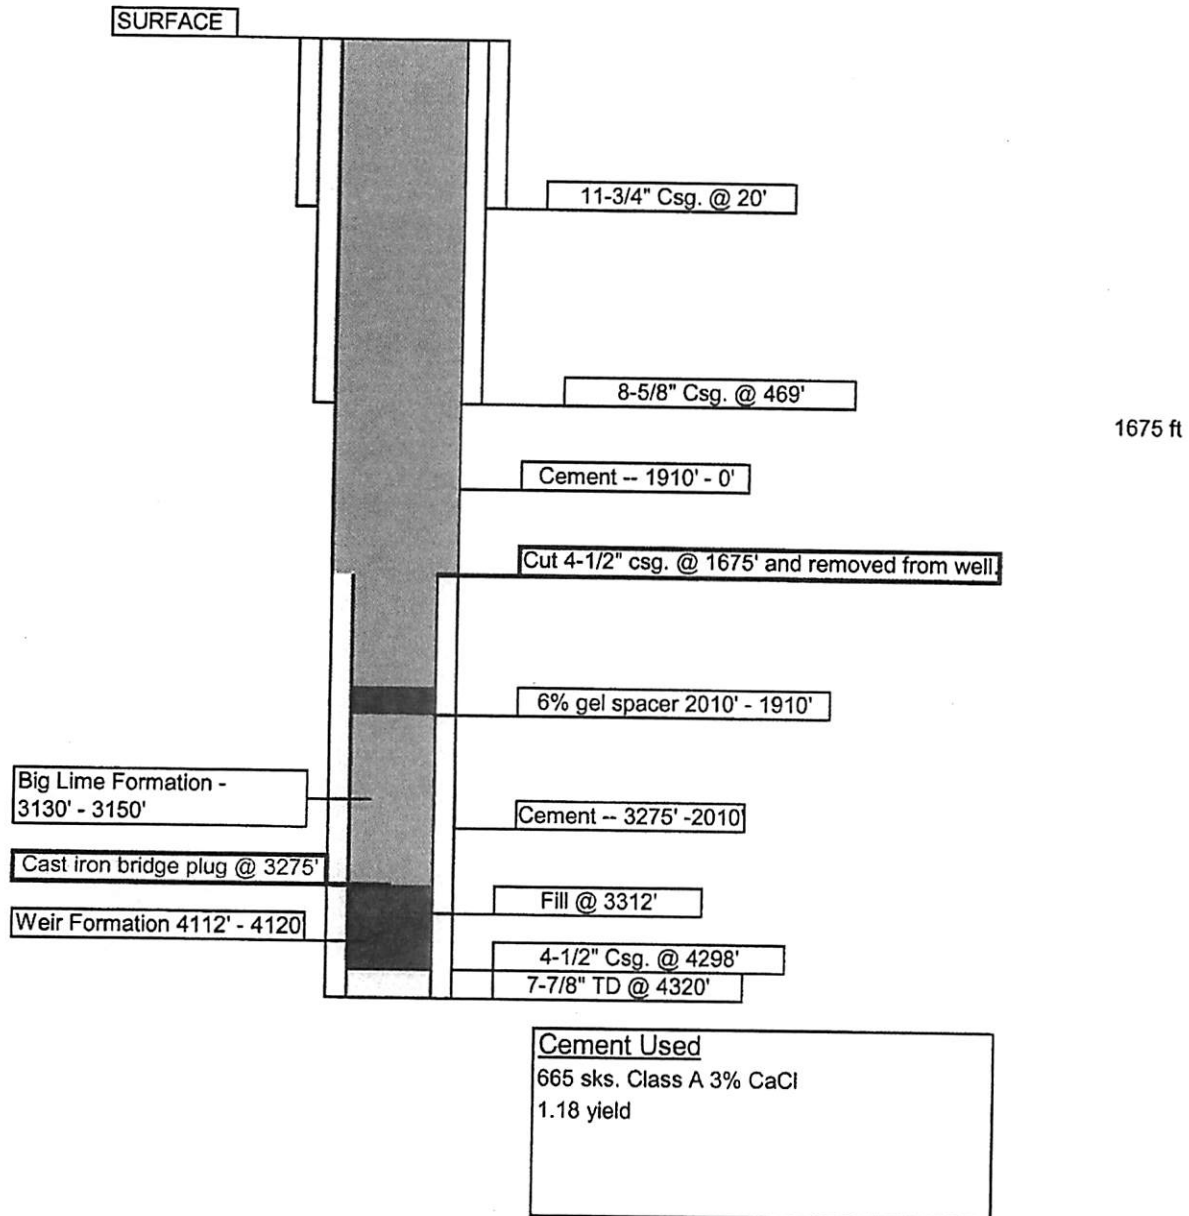 SURFACE
11-3/4" Csg. @ 20'
8-5/8" Csg. @ 469'
1675 ft
Cement -- 1910' - 0'
Cut 4-1/2" csg. @ 1675' and removed from well.
6% gel spacer 2010' - 1910'
Big Lime Formation -
3130' - 3150'
Cement -- 3275' -2010'
Cast iron bridge plug @ 3275'
Fill @ 3312'
Weir Formation 4112' - 4120
4-1/2" Csg. @ 4298'
7-7/8" TD @ 4320'
Cement Used
665 sks. Class A 3% CaCl
1.18 yield